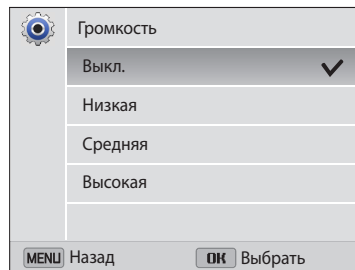 Громкость
Выкл.
Низкая
Средняя
Высокая
MENU Назад OK Выбрать